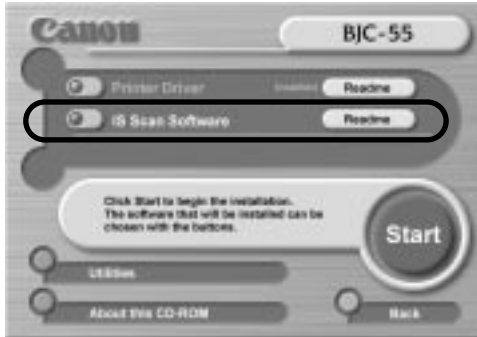 Canon BJC-55
Printer Driver Readme
IS Scan Software Readme
Click Start to begin the installation.
The software that will be installed can be
chosen with the buttons.
Start
Utilities
About this CD-ROM Back